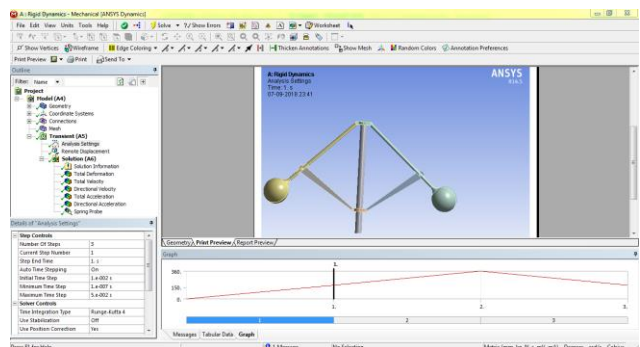 A: Rigid Dynamics - Mechanical [ANSYS Dynamics]
File Edit View Units Tools Help Solve ?/Show Errors Worksheet
Show Vertices Wireframe Edge Coloring Thicken Annotations Show Mesh Random Colors Annotation Preferences
Print Preview Print Send To
Outline
Filter: Name
Project
Model (A4)
Geometry
Coordinate Systems
Connections
Mesh
Transient (A5)
Analysis Settings
Remote Displacement
Solution (A6)
Solution Information
Total Deformation
Total Velocity
Directional Velocity
Total Acceleration
Directional Acceleration
Spring Probe
A: Rigid Dynamics
Analysis Settings
Time: 1. s
07-09-2018 23:41
ANSYS
Details of "Analysis Settings"
Step Controls
Number Of Steps 3
Current Step Number 1
Step End Time 1. s
Auto Time Stepping On
Initial Time Step 1.e-002 s
Minimum Time Step 1.e-007 s
Maximum Time Step 5.e-002 s
Solver Controls
Time Integration Type Runge-Kutta 4
Use Stabilization Off
Use Position Correction Yes
Geometry Print Preview Report Preview
Graph
1.
360.
150.
0.
1. 2. 3.
1 2 3
Messages Tabular Data Graph
1 Message No Selection